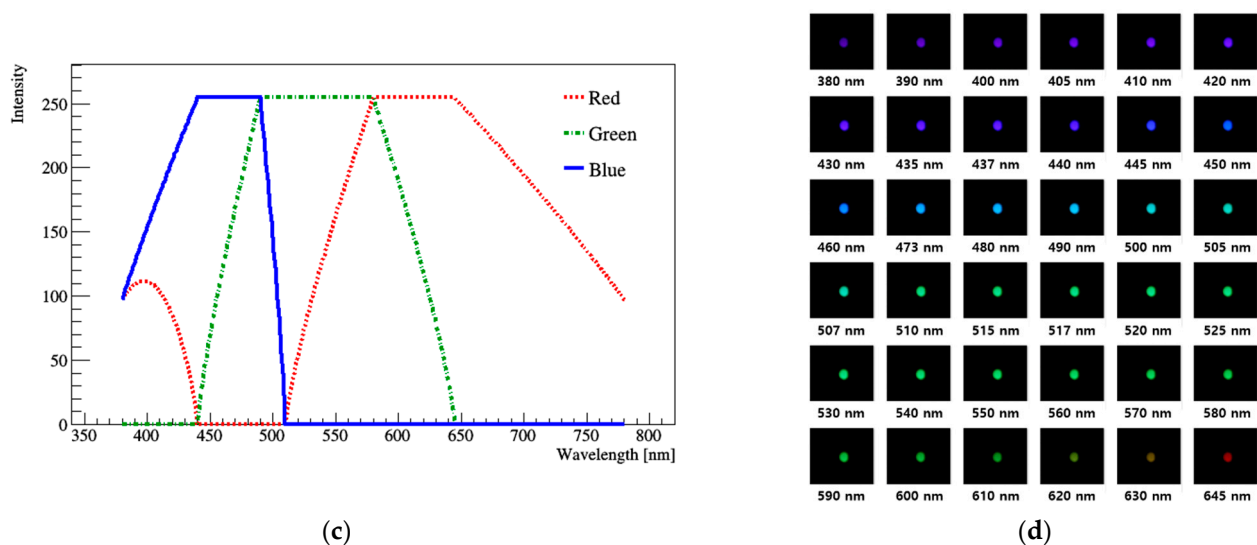 Intensity
250
200
150
100
50
0
350 400 450 500 550 600 650 700 750 800
Wavelength [nm]
Red
Green
Blue
(c)
380 nm 390 nm 400 nm 405 nm 410 nm 420 nm
430 nm 435 nm 437 nm 440 nm 445 nm 450 nm
460 nm 473 nm 480 nm 490 nm 500 nm 505 nm
507 nm 510 nm 515 nm 517 nm 520 nm 525 nm
530 nm 540 nm 550 nm 560 nm 570 nm 580 nm
590 nm 600 nm 610 nm 620 nm 630 nm 645 nm
(d)